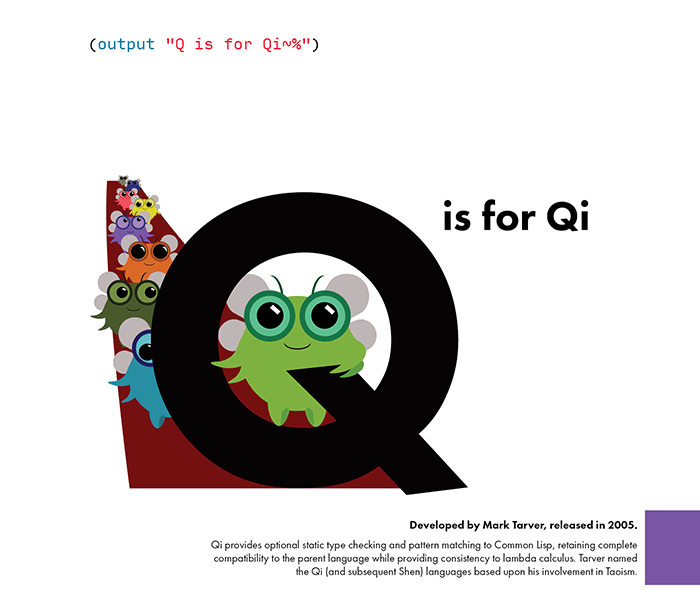 (output "Q is for Qi~%")
Q is for Qi
Developed by Mark Tarver, released in 2005.
Qi provides optional static type checking and pattern matching to Common Lisp, retaining complete
compatibility to the parent language while providing consistency to lambda calculus. Tarver named
the Qi (and subsequent Shen) languages based upon his involvement in Taoism.